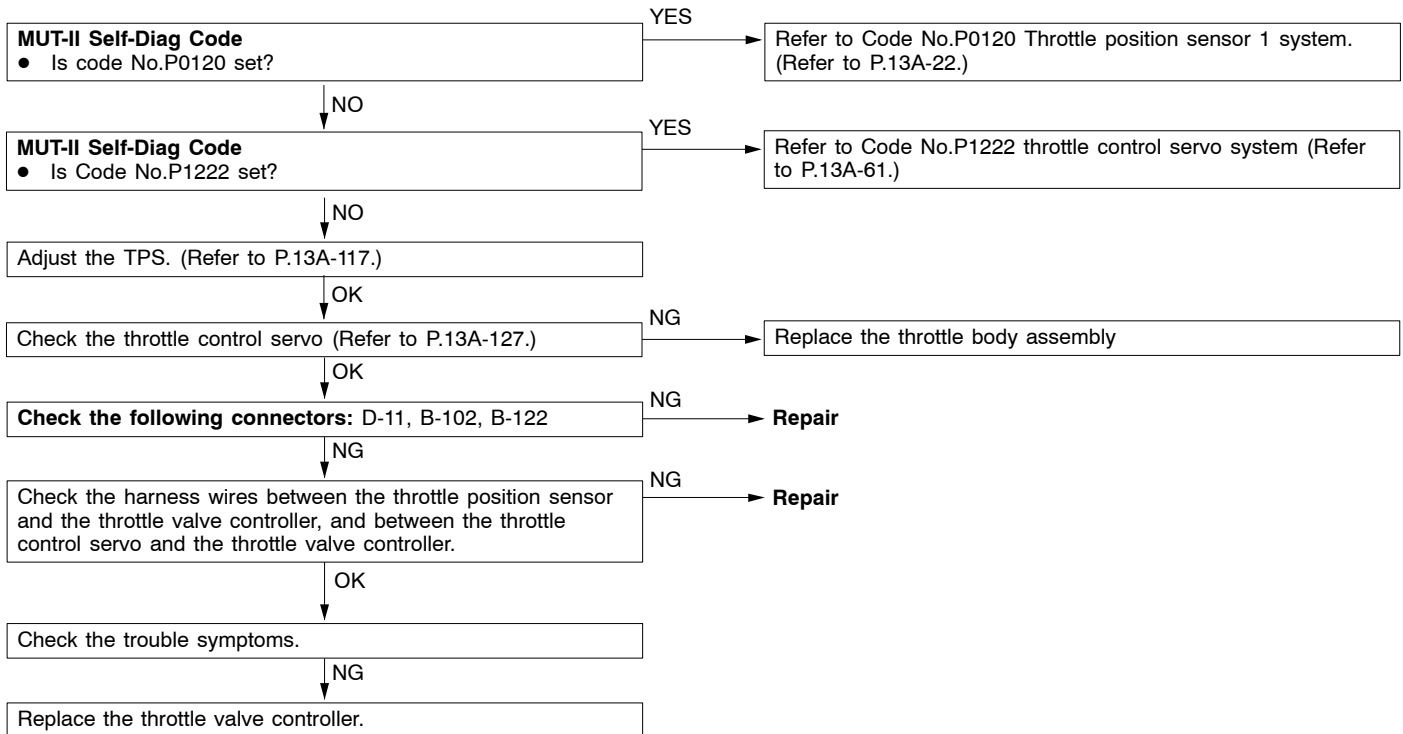 YES
MUT-II Self-Diag Code
● Is code No.P0120 set?
Refer to Code No.P0120 Throttle position sensor 1 system.
(Refer to P.13A-22.)
NO
YES
MUT-II Self-Diag Code
● Is Code No.P1222 set?
Refer to Code No.P1222 throttle control servo system (Refer
to P.13A-61.)
NO
Adjust the TPS. (Refer to P.13A-117.)
OK
NG
Check the throttle control servo (Refer to P.13A-127.)
Replace the throttle body assembly
OK
NG
Check the following connectors: D-11, B-102, B-122
Repair
NG
NG
Check the harness wires between the throttle position sensor
and the throttle valve controller, and between the throttle
control servo and the throttle valve controller.
Repair
OK
Check the trouble symptoms.
NG
Replace the throttle valve controller.